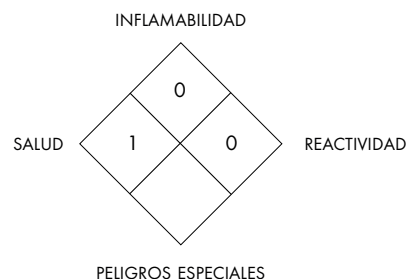 INFLAMABILIDAD
0
SALUD 1 0 REACTIVIDAD
PELIGROS ESPECIALES